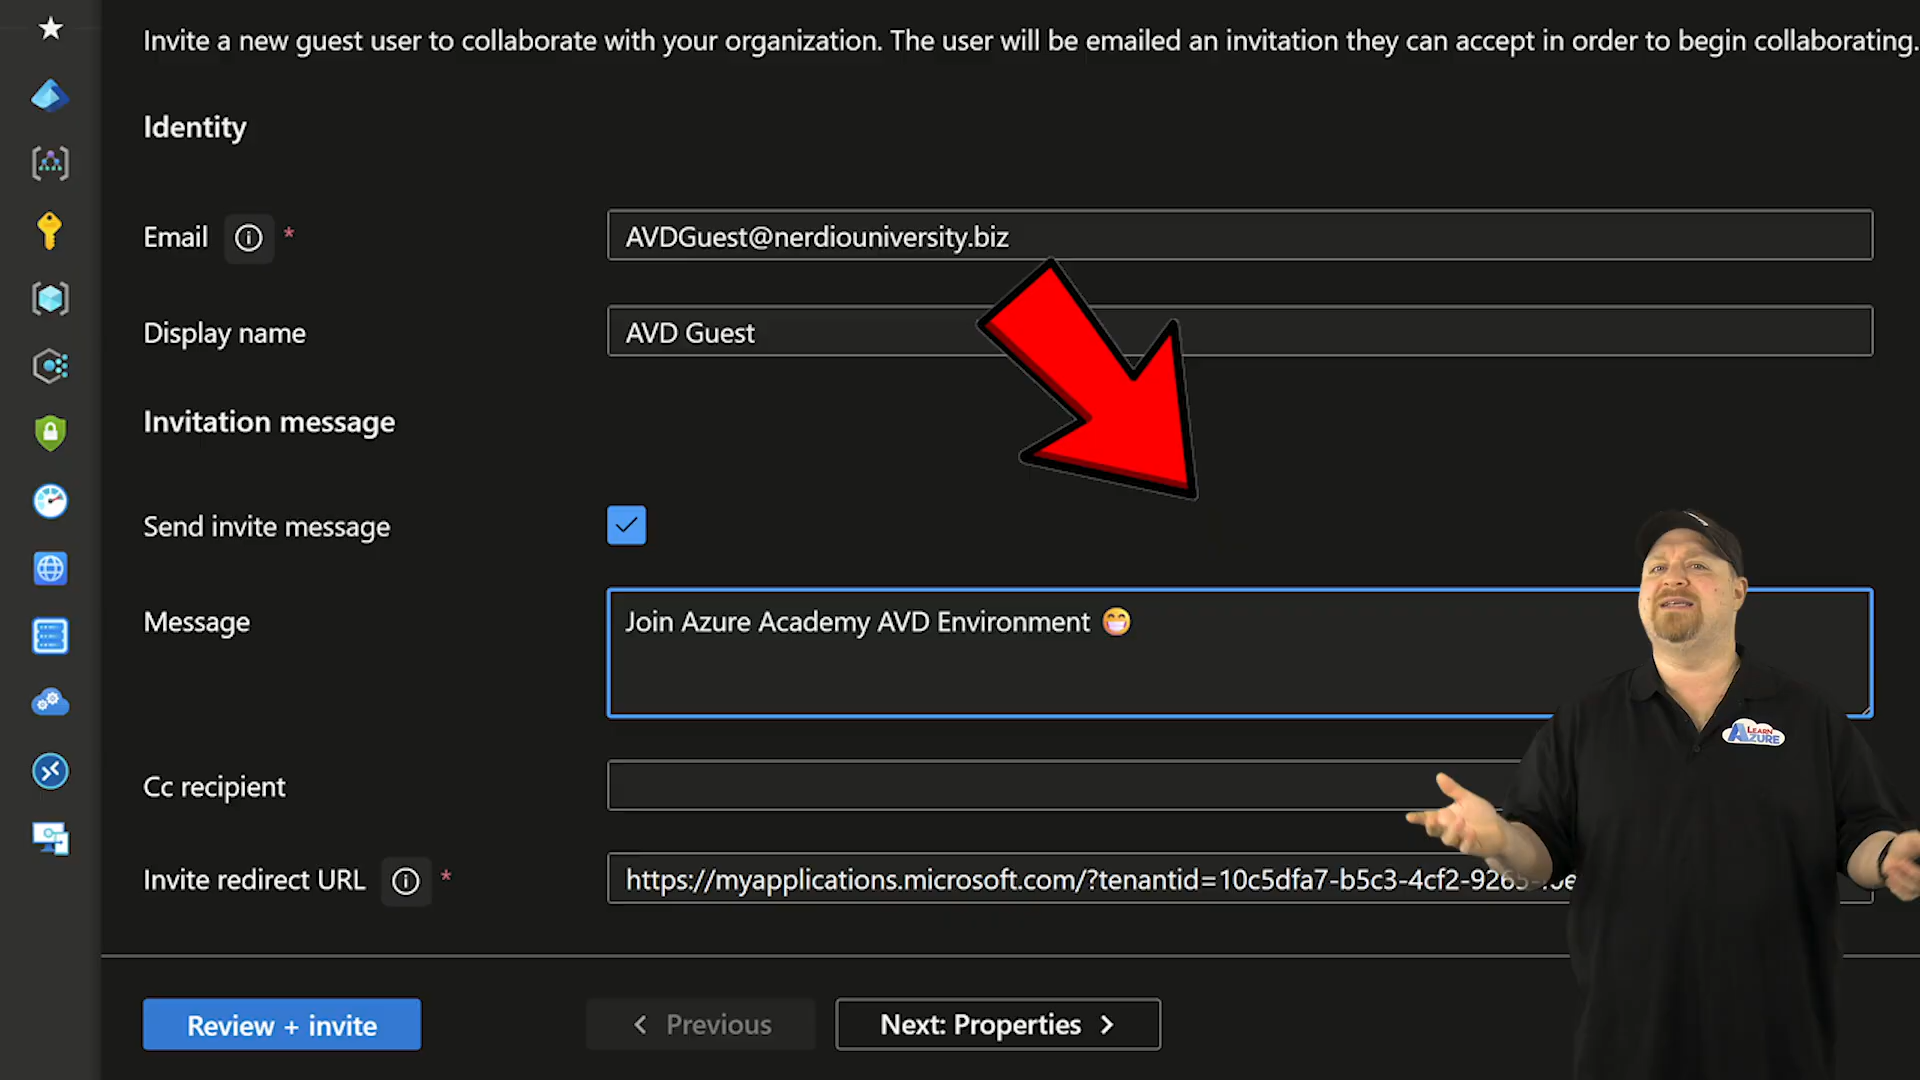 Invite a new guest user to collaborate with your organization. The user will be emailed an invitation they can accept in order to begin collaborating.
Identity
Email *
AVDGuest@nerdiouniversity.biz
Display name
AVD Guest
Invitation message
Send invite message
Message
Join Azure Academy AVD Environment 😁
Cc recipient
Invite redirect URL *
https://myapplications.microsoft.com/?tenantid=10c5dfa7-b5c3-4cf2-9265-
Review + invite
< Previous
Next: Properties >
LEARN
AZURE